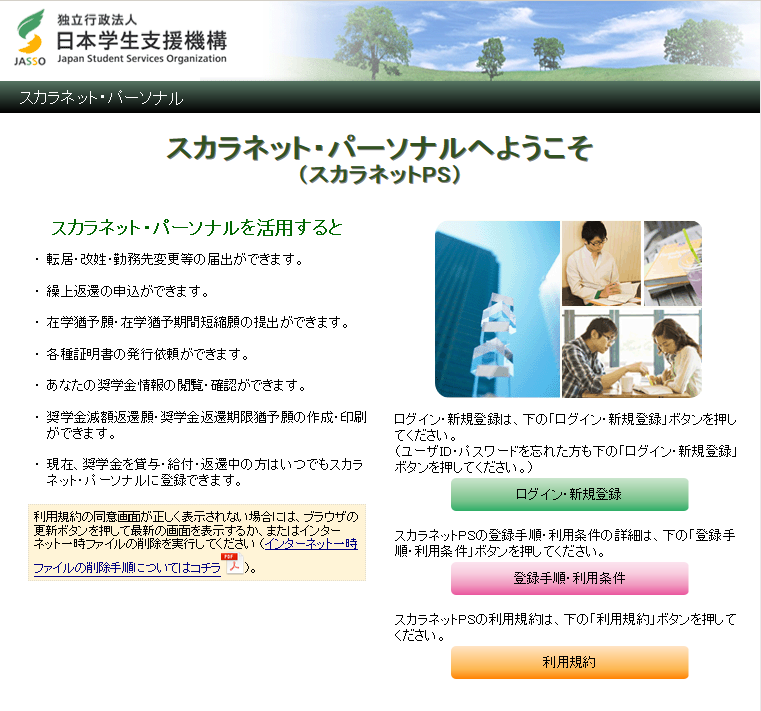 独立行政法人
日本学生支援機構
JASSO Japan Student Services Organization
スカラネット・パーソナル
スカラネット・パーソナルへようこそ
(スカラネットPS)
スカラネット・パーソナルを活用すると
・ 転居・改姓・勤務先変更等の届出ができます。
・ 繰上返還の申込ができます。
・ 在学猶予願・在学猶予期間短縮願の提出ができます。
・ 各種証明書の発行依頼ができます。
・ あなたの奨学金情報の閲覧・確認ができます。
・ 奨学金減額返還願・奨学金返還期限猶予願の作成・印刷
ができます。
・ 現在、奨学金を貸与・給付・返還中の方はいつでもスカラ
ネット・パーソナルに登録できます。
利用規約の同意画面が正しく表示されない場合には、ブラウザの
更新ボタンを押して最新の画面を表示するか、またはインター
ネット一時ファイルの削除を実行してください（インターネット一時
ファイルの削除手順についてはコチラ PDF）。
ログイン・新規登録は、下の「ログイン・新規登録」ボタンを押し
てください。
（ユーザID・パスワードを忘れた方も下の「ログイン・新規登録」
ボタンを押してください。）
ログイン・新規登録
スカラネットPSの登録手順・利用条件の詳細は、下の「登録手
順・利用条件」ボタンを押してください。
登録手順・利用条件
スカラネットPSの利用規約は、下の「利用規約」ボタンを押して
ください。
利用規約